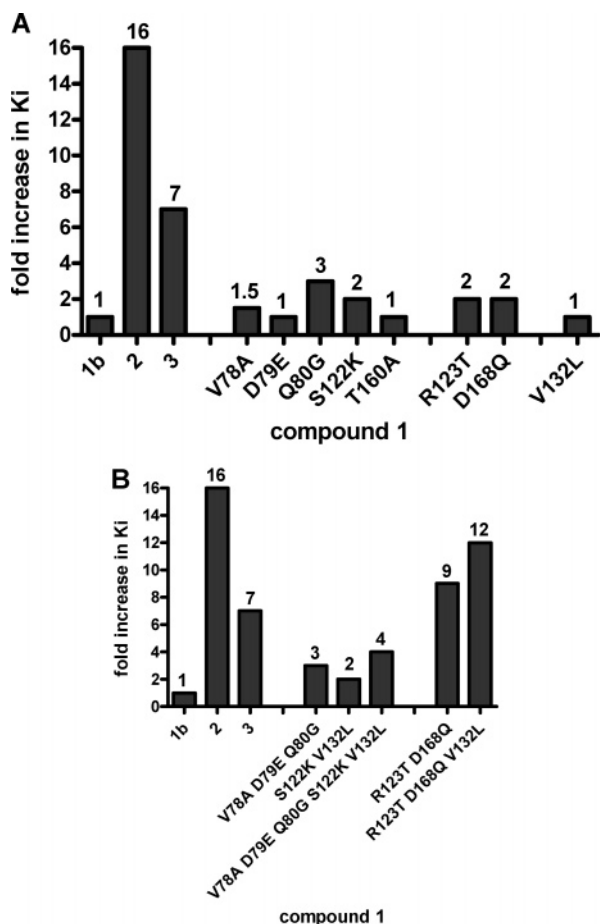 A
fold increase in Ki
16
14
12
10
8
6
4
2
0
1
16
7
1.5
1
3
2
1
2
2
1
1b
2
3
V78A
D79E
Q80G
S122K
T160A
R123T
D168Q
V132L
compound 1
B
fold increase in Ki
16
14
12
10
8
6
4
2
0
1
16
7
3
2
4
9
12
1b
2
3
V78A D79E Q80G
S122K V132L
V78A D79E Q80G S122K V132L
R123T D168Q
R123T D168Q V132L
compound 1